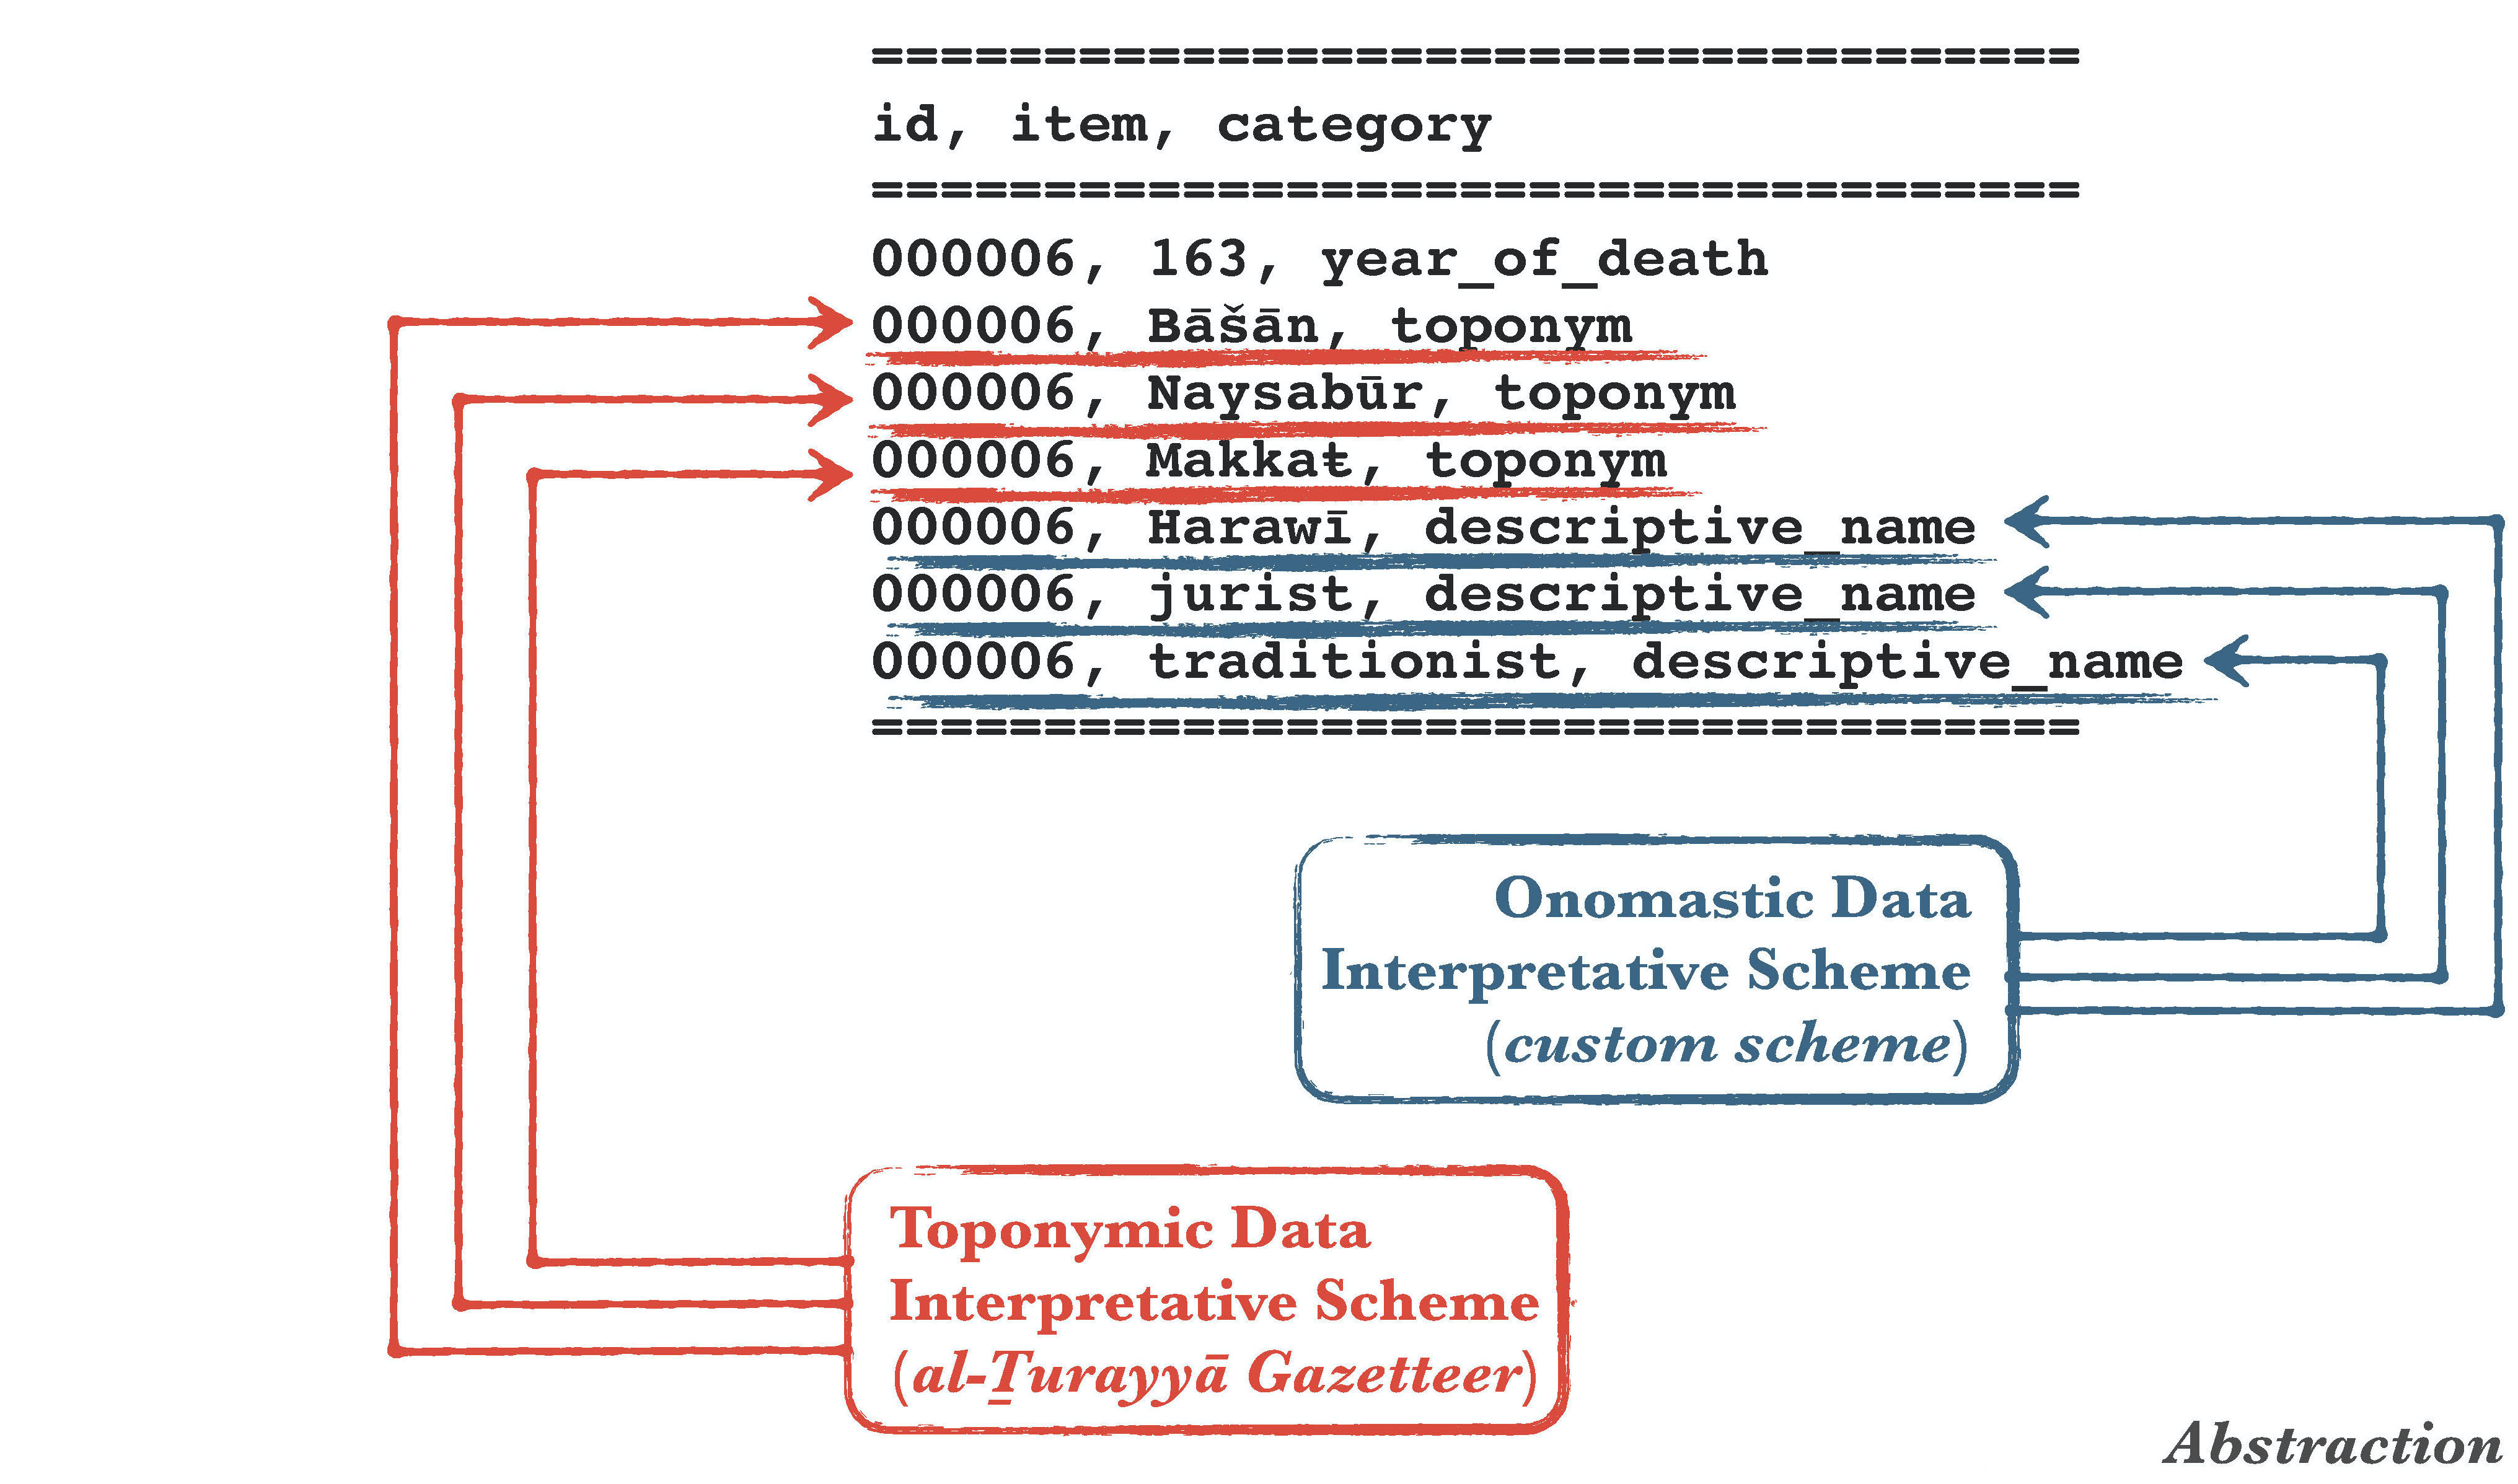 ===================================
id, item, category
===================================
000006, 163, year_of_death
000006, Bāšān, toponym
000006, Naysabūr, toponym
000006, Makkaŧ, toponym
000006, Harawī, descriptive_name
000006, jurist, descriptive_name
000006, traditionist, descriptive_name
===================================
Onomastic Data
Interpretative Scheme
(custom scheme)
Toponymic Data
Interpretative Scheme
(al-Ṯurayyā Gazetteer)
Abstraction